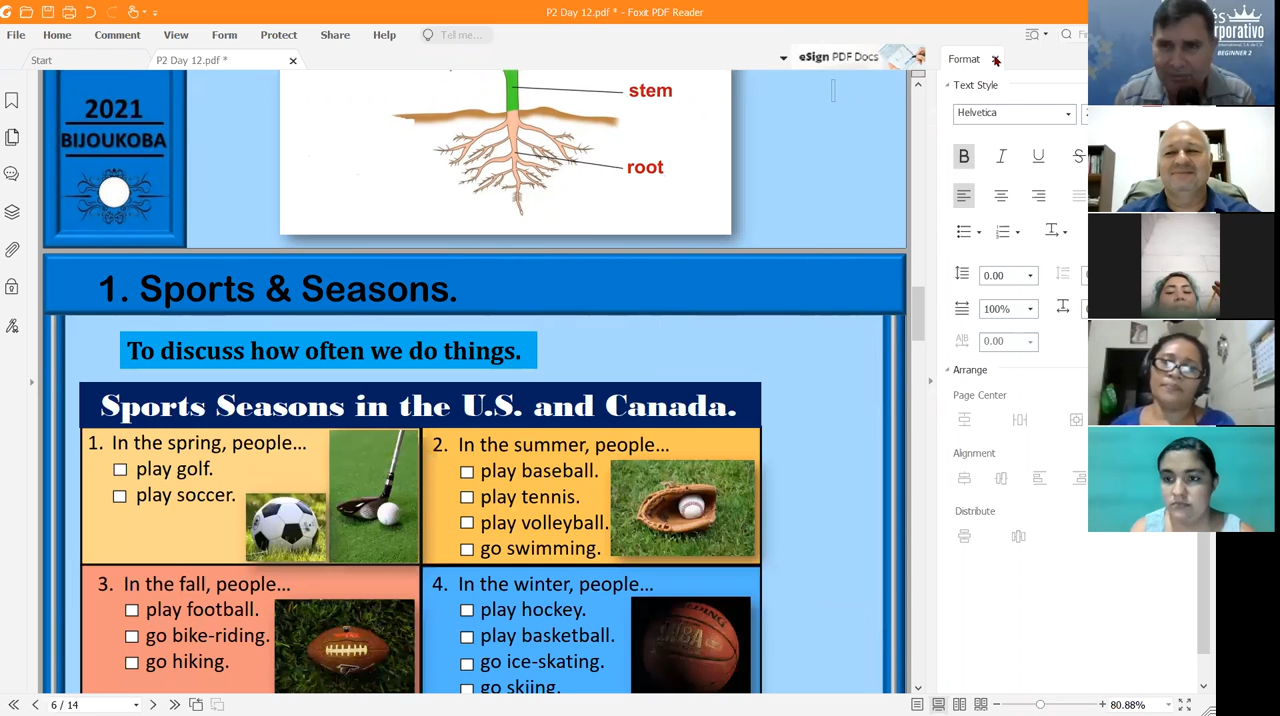 P2 Day 12.pdf * - Foxit PDF Reader
File Home Comment View Form Protect Share Help Tell me...
Start P2 Day 12.pdf * eSign PDF Docs
Format
Text Style
Helvetica
B I U S
0.00
100%
0.00
Arrange
Page Center
Alignment
Distribute
2021
BIJOUKOBA
stem
root
1. Sports & Seasons.
To discuss how often we do things.
Sports Seasons in the U.S. and Canada.
1. In the spring, people...
play golf.
play soccer.
2. In the summer, people...
play baseball.
play tennis.
play volleyball.
go swimming.
3. In the fall, people...
play football.
go bike-riding.
go hiking.
4. In the winter, people...
play hockey.
play basketball.
go ice-skating.
go skiing.
6 / 14
80.88%
és
rporativo
BEGINNER 2